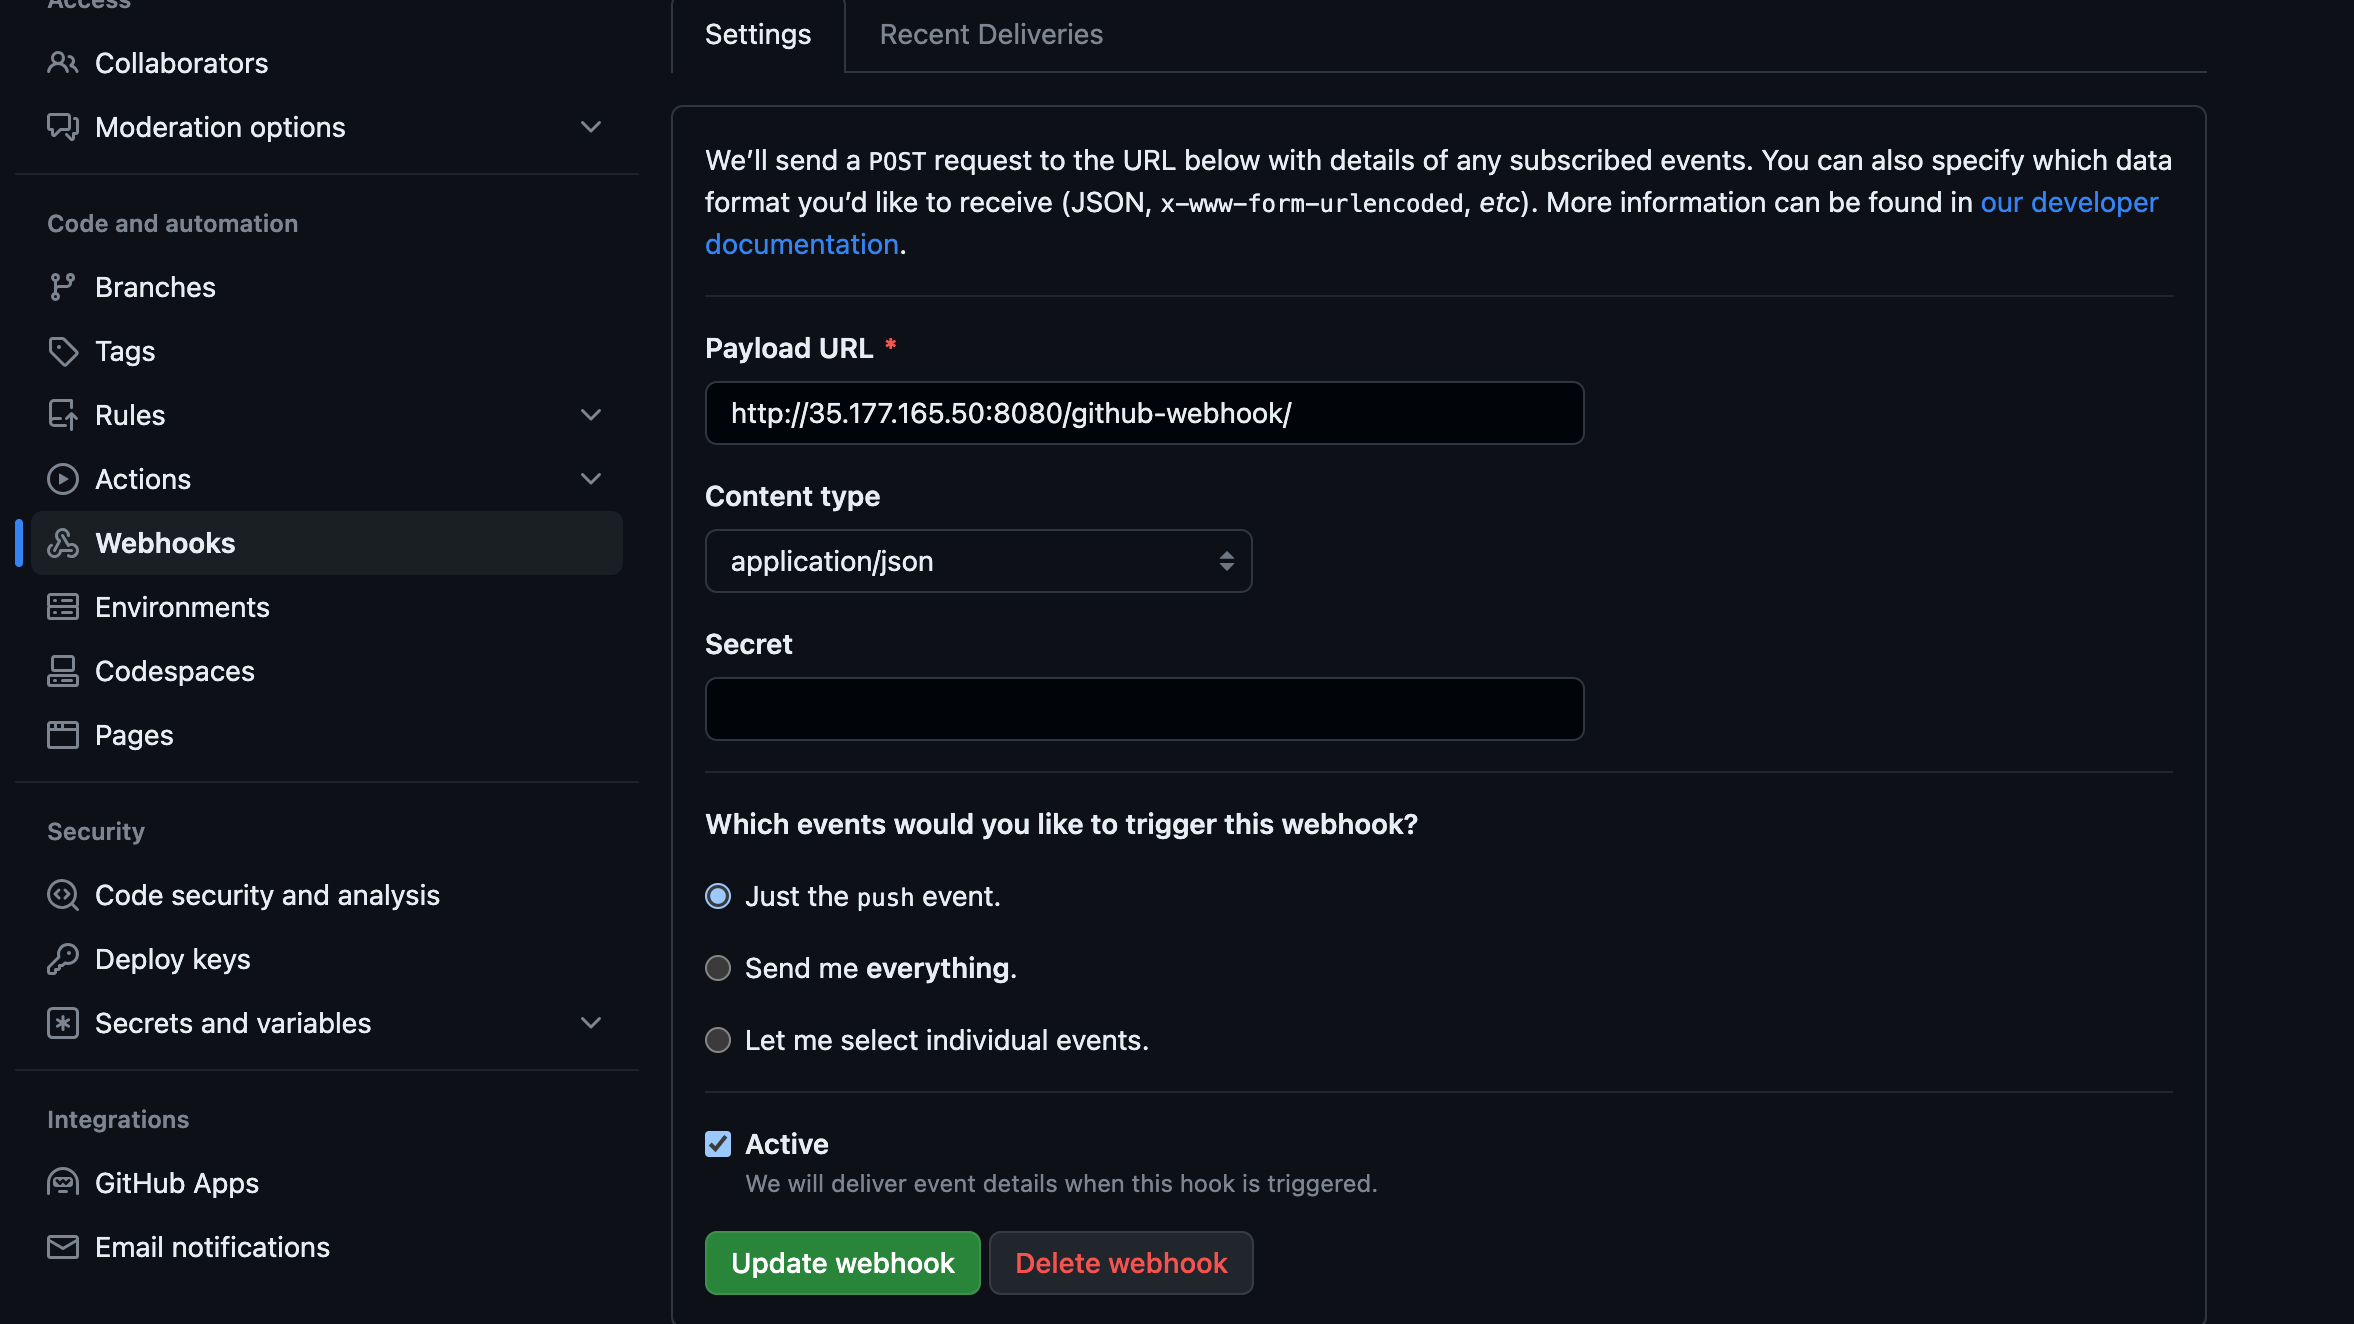 Access
Collaborators
Moderation options
Code and automation
Branches
Tags
Rules
Actions
Webhooks
Environments
Codespaces
Pages
Security
Code security and analysis
Deploy keys
Secrets and variables
Integrations
GitHub Apps
Email notifications
Settings
Recent Deliveries
We’ll send a POST request to the URL below with details of any subscribed events. You can also specify which data
format you’d like to receive (JSON, x-www-form-urlencoded, etc). More information can be found in our developer
documentation.
Payload URL *
http://35.177.165.50:8080/github-webhook/
Content type
application/json
Secret
Which events would you like to trigger this webhook?
Just the push event.
Send me everything.
Let me select individual events.
Active
We will deliver event details when this hook is triggered.
Update webhook
Delete webhook